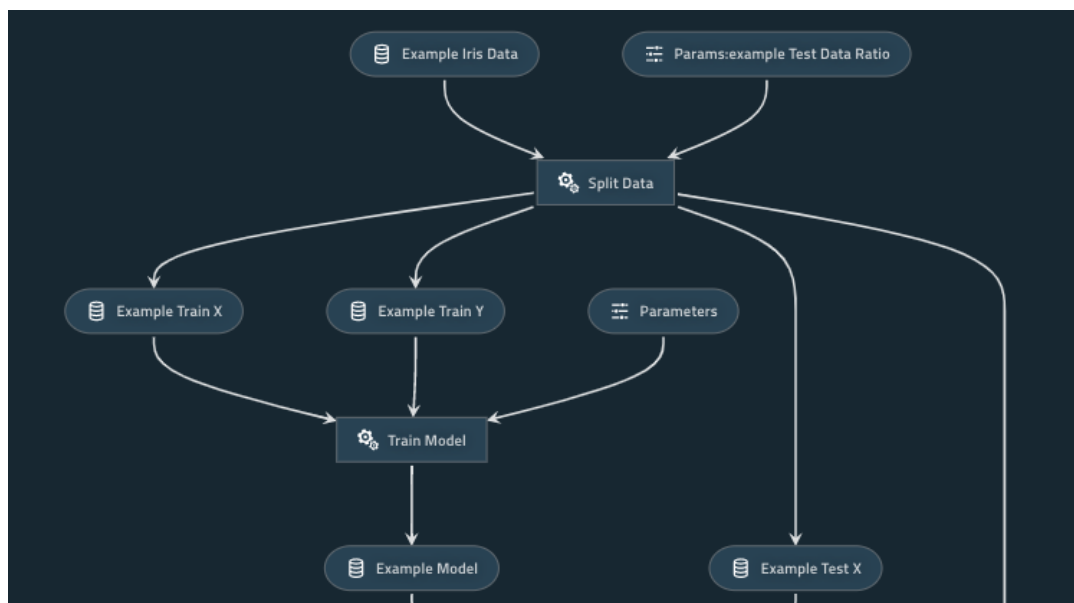 Example Iris Data
Params:example Test Data Ratio
Split Data
Example Train X
Example Train Y
Parameters
Train Model
Example Model
Example Test X